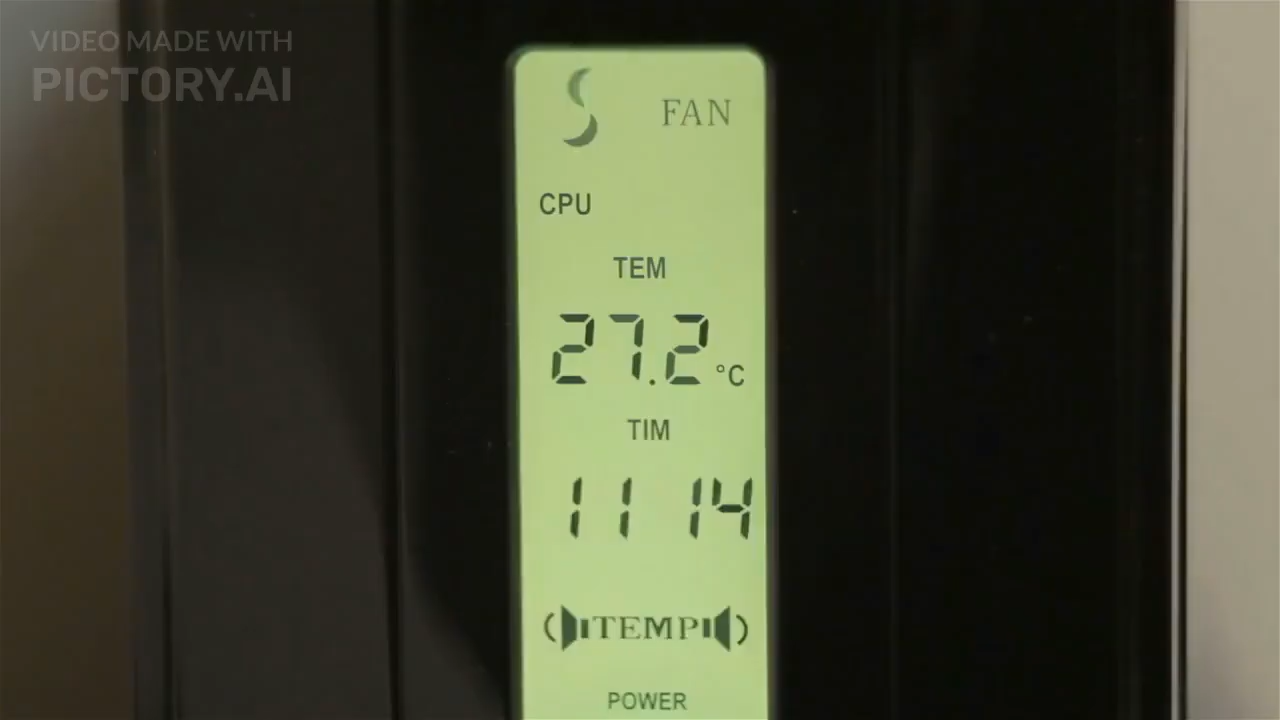 VIDEO MADE WITH
PICTORY.AI
FAN
CPU
TEM
27.2 °C
TIM
11 14
TEMP
POWER